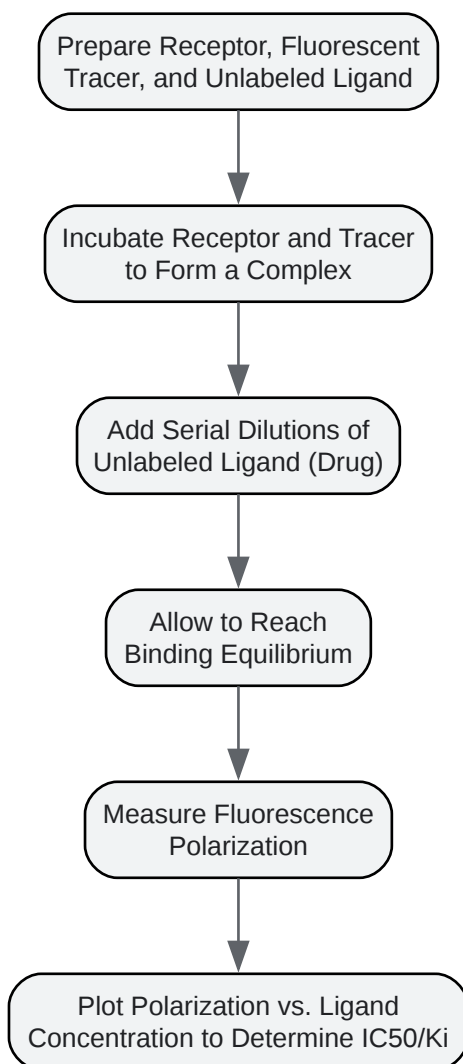 Prepare Receptor, Fluorescent
Tracer, and Unlabeled Ligand
Incubate Receptor and Tracer
to Form a Complex
Add Serial Dilutions of
Unlabeled Ligand (Drug)
Allow to Reach
Binding Equilibrium
Measure Fluorescence
Polarization
Plot Polarization vs. Ligand
Concentration to Determine IC50/Ki